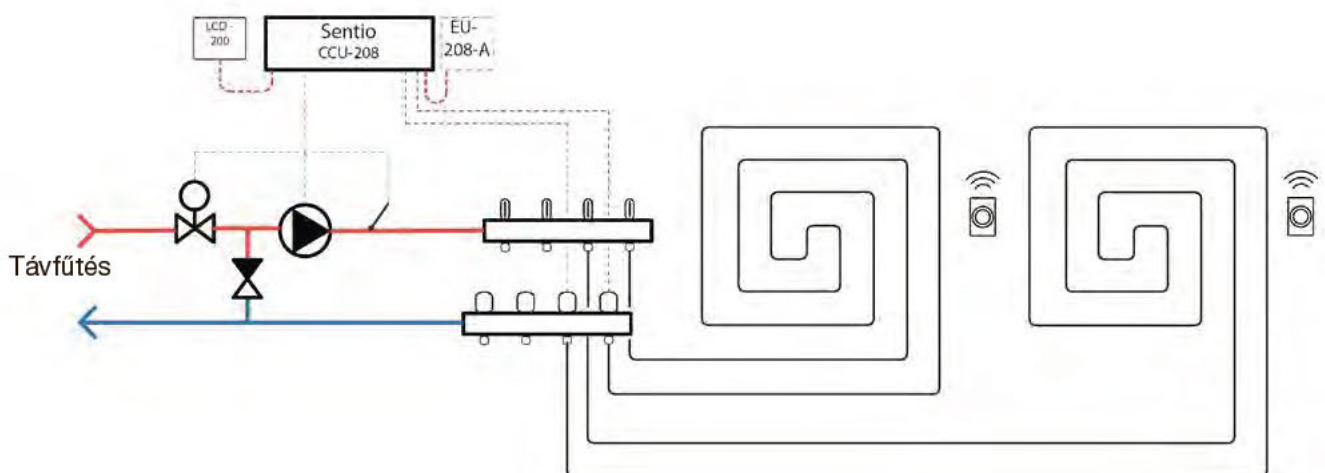 LCD -
200
Sentio
CCU-208
EU-
208-A
Távfűtés